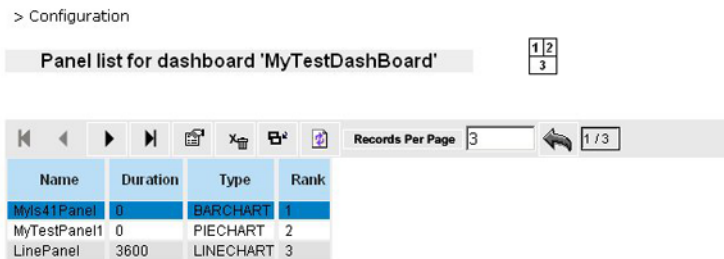 > Configuration
Panel list for dashboard 'MyTestDashBoard'
1 2
3
Records Per Page 3 1 / 3
Name Duration Type Rank
MyIs41Panel 0 BARCHART 1
MyTestPanel1 0 PIECHART 2
LinePanel 3600 LINECHART 3